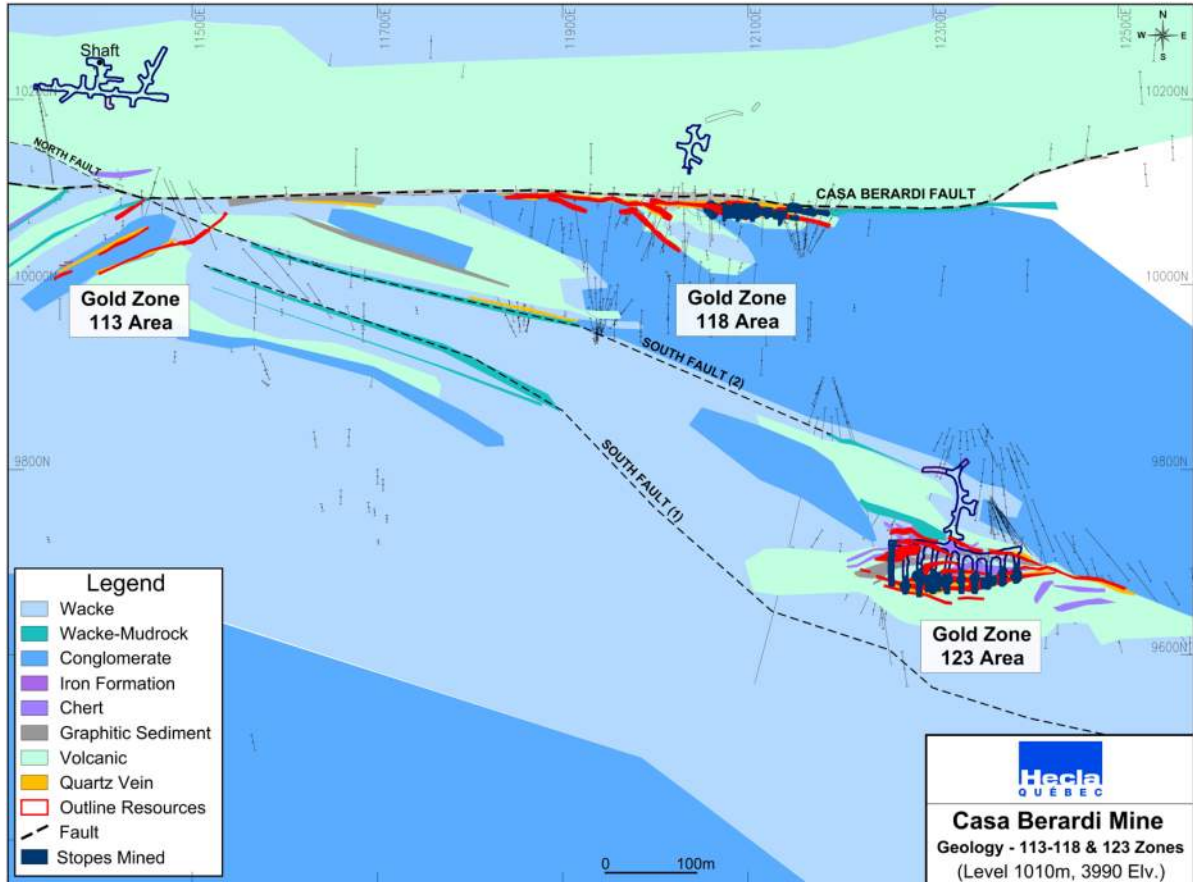 11500E
11700E
11900E
12100E
12300E
12500E
N
W
E
S
Shaft
10200N
10200N
NORTH FAULT
CASA BERARDI FAULT
10000N
10000N
Gold Zone
113 Area
Gold Zone
118 Area
SOUTH FAULT (2)
SOUTH FAULT (1)
9800N
9800N
Gold Zone
123 Area
9600N
Legend
Wacke
Wacke-Mudrock
Conglomerate
Iron Formation
Chert
Graphitic Sediment
Volcanic
Quartz Vein
Outline Resources
Fault
Stopes Mined
0
100m
Hecla
QUÉBEC
Casa Berardi Mine
Geology - 113-118 & 123 Zones
(Level 1010m, 3990 Elv.)